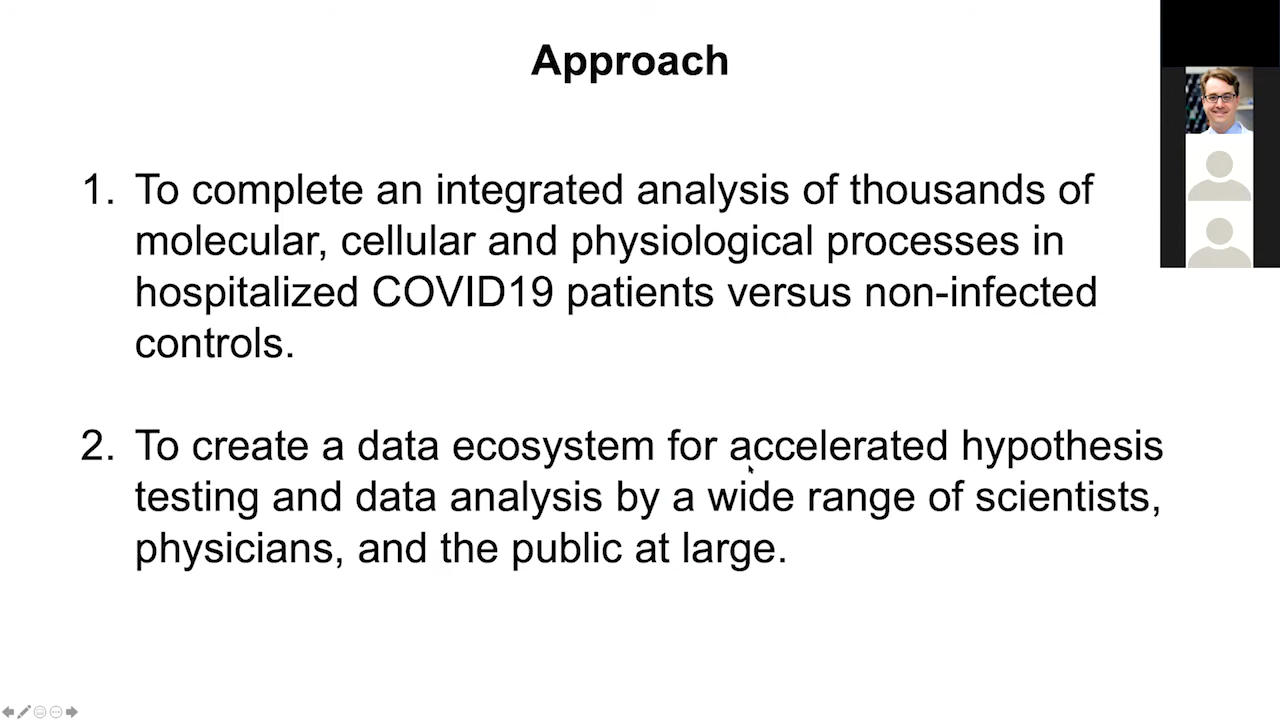 Approach
1. To complete an integrated analysis of thousands of
molecular, cellular and physiological processes in
hospitalized COVID19 patients versus non-infected
controls.
2. To create a data ecosystem for accelerated hypothesis
testing and data analysis by a wide range of scientists,
physicians, and the public at large.